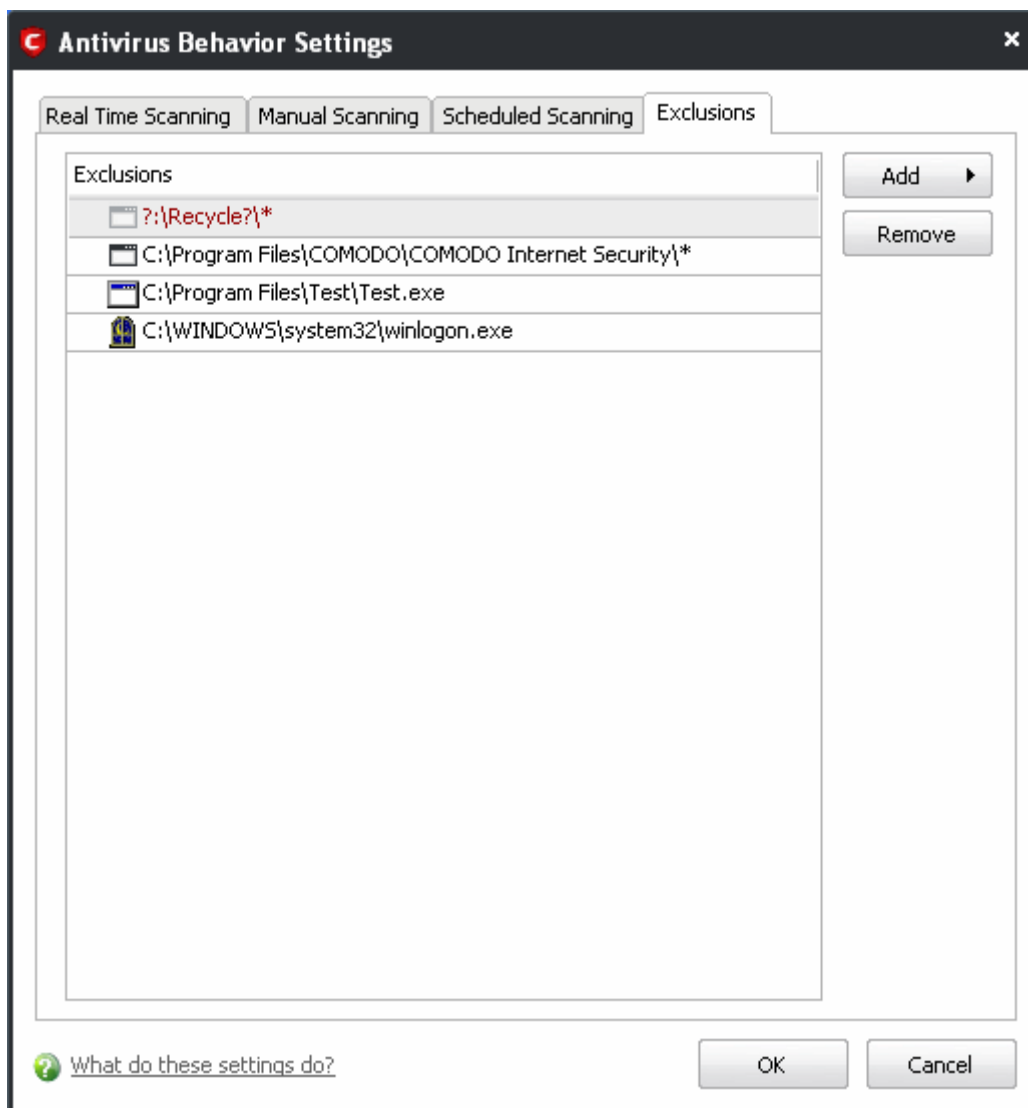 Antivirus Behavior Settings
Real Time Scanning
Manual Scanning
Scheduled Scanning
Exclusions
Exclusions
?:\Recycle?\*
C:\Program Files\COMODO\COMODO Internet Security\*
C:\Program Files\Test\Test.exe
C:\WINDOWS\system32\winlogon.exe
Add
Remove
What do these settings do?
OK
Cancel